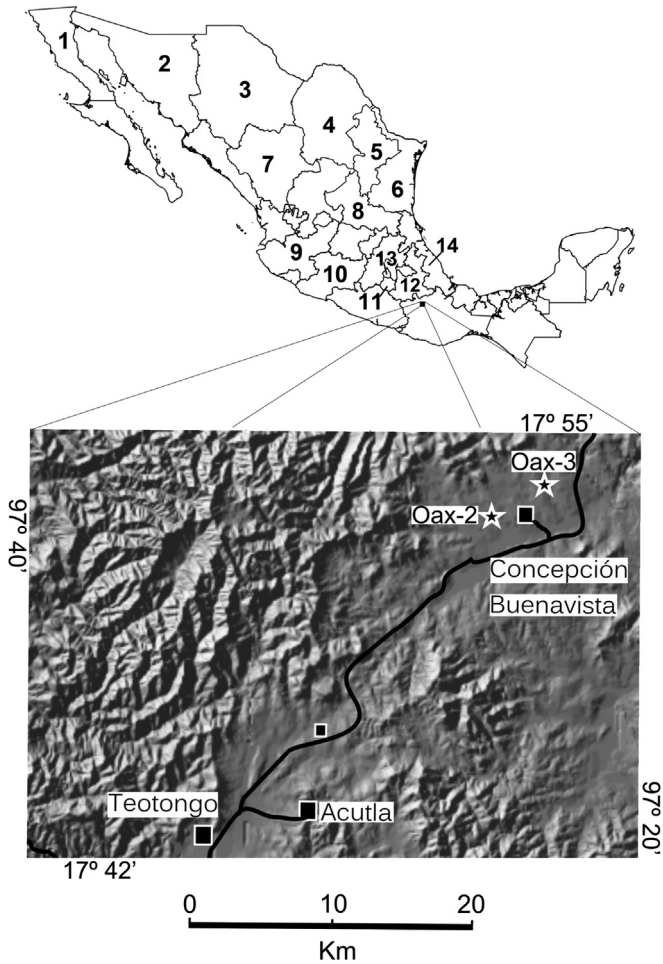 1
2
3
4
5
6
7
8
9
10
11
12
13
14
17º 55’
Oax-3
Oax-2
97º 40’
Concepción
Buenavista
Teotongo
Acutla
97º 20’
17º 42’
0 10 20
Km